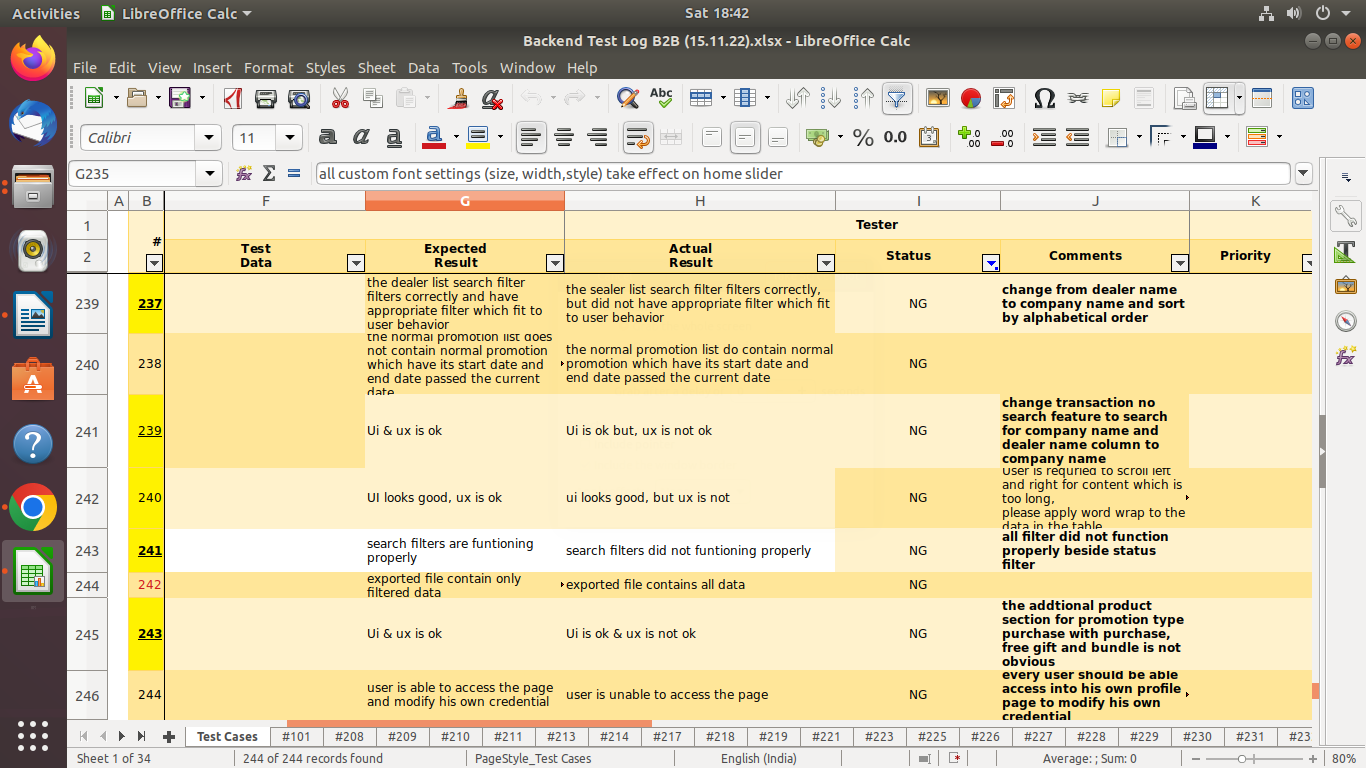 Activities LibreOffice Calc Sat 18:42
Backend Test Log B2B (15.11.22).xlsx - LibreOffice Calc
File Edit View Insert Format Styles Sheet Data Tools Window Help
Calibri 11
G235 all custom font settings (size, width,style) take effect on home slider
A B F G H I J K
1 Tester
2 # Test Data Expected Result Actual Result Status Comments Priority
239 237
the dealer list search filter
filters correctly and have
appropriate filter which fit to
user behavior
the sealer list search filter filters correctly,
but did not have appropriate filter which fit
to user behavior
NG
change from dealer name
to company name and sort
by alphabetical order
240 238
the normal promotion list does
not contain normal promotion
which have its start date and
end date passed the current
date
the normal promotion list do contain normal
promotion which have its start date and
end date passed the current date
NG
241 239
Ui & ux is ok
Ui is ok but, ux is not ok
NG
change transaction no
search feature to search
for company name and
dealer name column to
company name
242 240
UI looks good, ux is ok
ui looks good, but ux is not
NG
User is requried to scroll left
and right for content which is
too long,
please apply word wrap to the
data in the table
243 241
search filters are funtioning
properly
search filters did not funtioning properly
NG
all filter did not function
properly beside status
filter
244 242
exported file contain only
filtered data
exported file contains all data
NG
245 243
Ui & ux is ok
Ui is ok & ux is not ok
NG
the addtional product
section for promotion type
purchase with purchase,
free gift and bundle is not
obvious
246 244
user is able to access the page
and modify his own credential
user is unable to access the page
NG
every user should be able
access into his own profile
page to modify his own
credential
Test Cases #101 #208 #209 #210 #211 #213 #214 #217 #218 #219 #221 #225 #226 #227 #228 #229 #230 #231 #23
Sheet 1 of 34 244 of 244 records found PageStyle_Test Cases English (India) Average: ; Sum: 0 80%